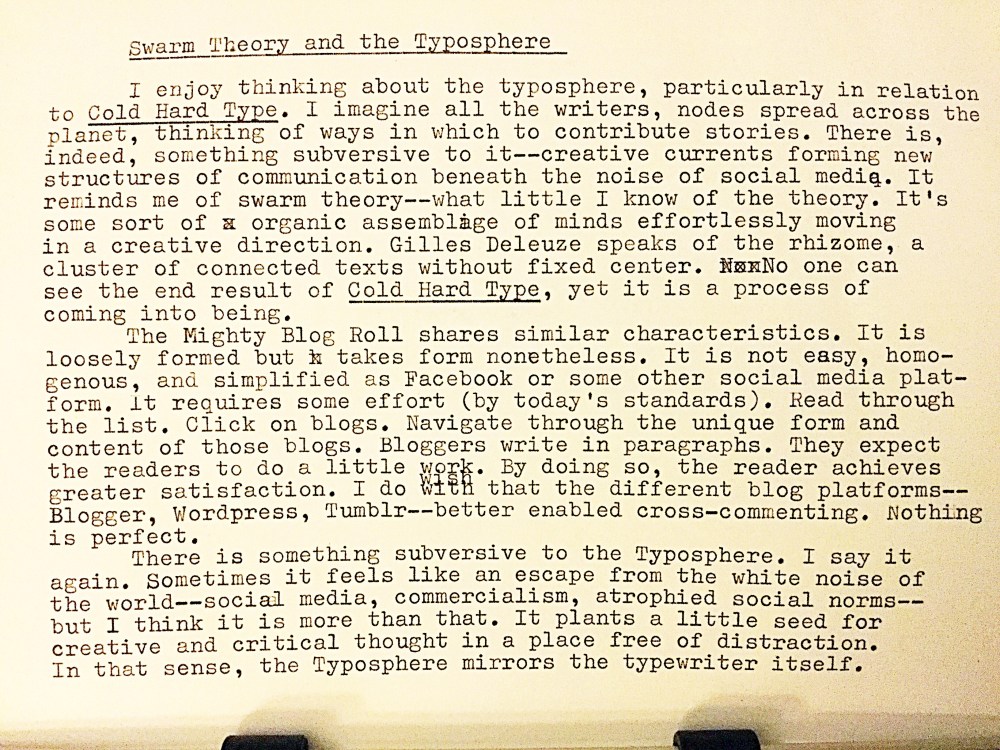 Swarm Theory and the Typosphere
I enjoy thinking about the typosphere, particularly in relation
to Cold Hard Type. I imagine all the writers, nodes spread across the
planet, thinking of ways in which to contribute stories. There is,
indeed, something subversive to it--creative currents forming new
structures of communication beneath the noise of social media. It
reminds me of swarm theory--what little I know of the theory. It's
some sort of x organic assemblage of minds effortlessly moving
in a creative direction. Gilles Deleuze speaks of the rhizome, a
cluster of connected texts without fixed center. NxxNo one can
see the end result of Cold Hard Type, yet it is a process of
coming into being.
The Mighty Blog Roll shares similar characteristics. It is
loosely formed but takes form nonetheless. It is not easy, homo-
genous, and simplified as Facebook or some other social media plat-
form. It requires some effort (by today's standards). Read through
the list. Click on blogs. Navigate through the unique form and
content of those blogs. Bloggers write in paragraphs. They expect
the readers to do a little work. By doing so, the reader achieves
wish
greater satisfaction. I do with that the different blog platforms--
Blogger, Wordpress, Tumblr--better enabled cross-commenting. Nothing
is perfect.
There is something subversive to the Typosphere. I say it
again. Sometimes it feels like an escape from the white noise of
the world--social media, commercialism, atrophied social norms--
but I think it is more than that. It plants a little seed for
creative and critical thought in a place free of distraction.
In that sense, the Typosphere mirrors the typewriter itself.